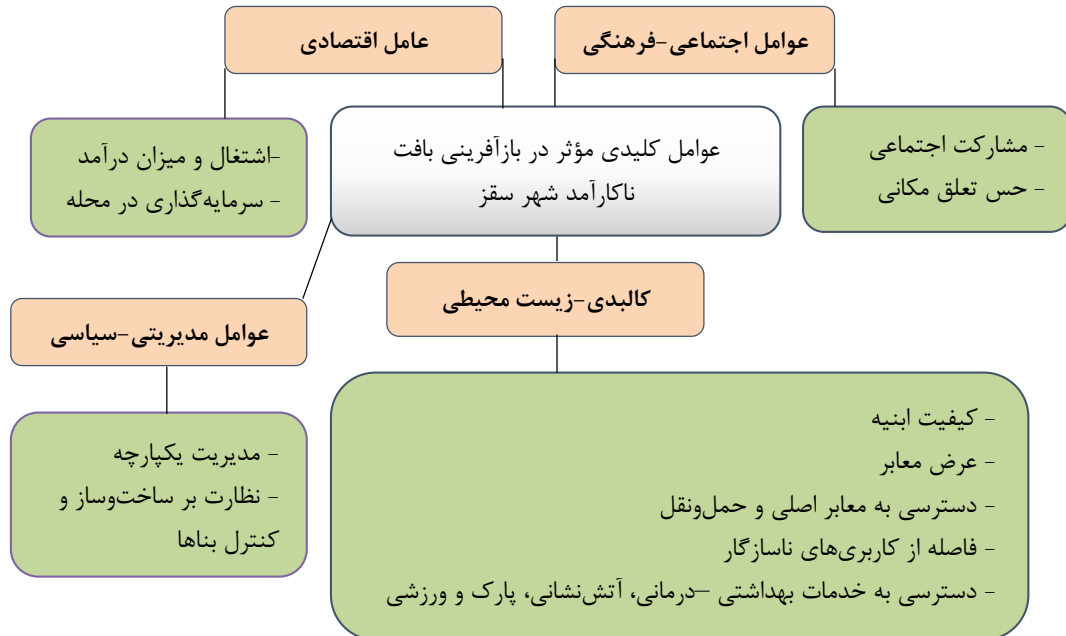 عوامل اجتماعی-فرهنگی
عامل اقتصادی
عوامل کلیدی مؤثر در بازآفرینی بافت
ناکارآمد شهر سقز
- مشارکت اجتماعی
- حس تعلق مکانی
-اشتغال و میزان درآمد
- سرمایه‌گذاری در محله
کالبدی-زیست محیطی
عوامل مدیریتی-سیاسی
- کیفیت ابنیه
- عرض معابر
- دسترسی به معابر اصلی و حمل‌ونقل
- فاصله از کاربری‌های ناسازگار
- دسترسی به خدمات بهداشتی –درمانی، آتش‌نشانی، پارک و ورزشی
- مدیریت یکپارچه
- نظارت بر ساخت‌وساز و
کنترل بناها